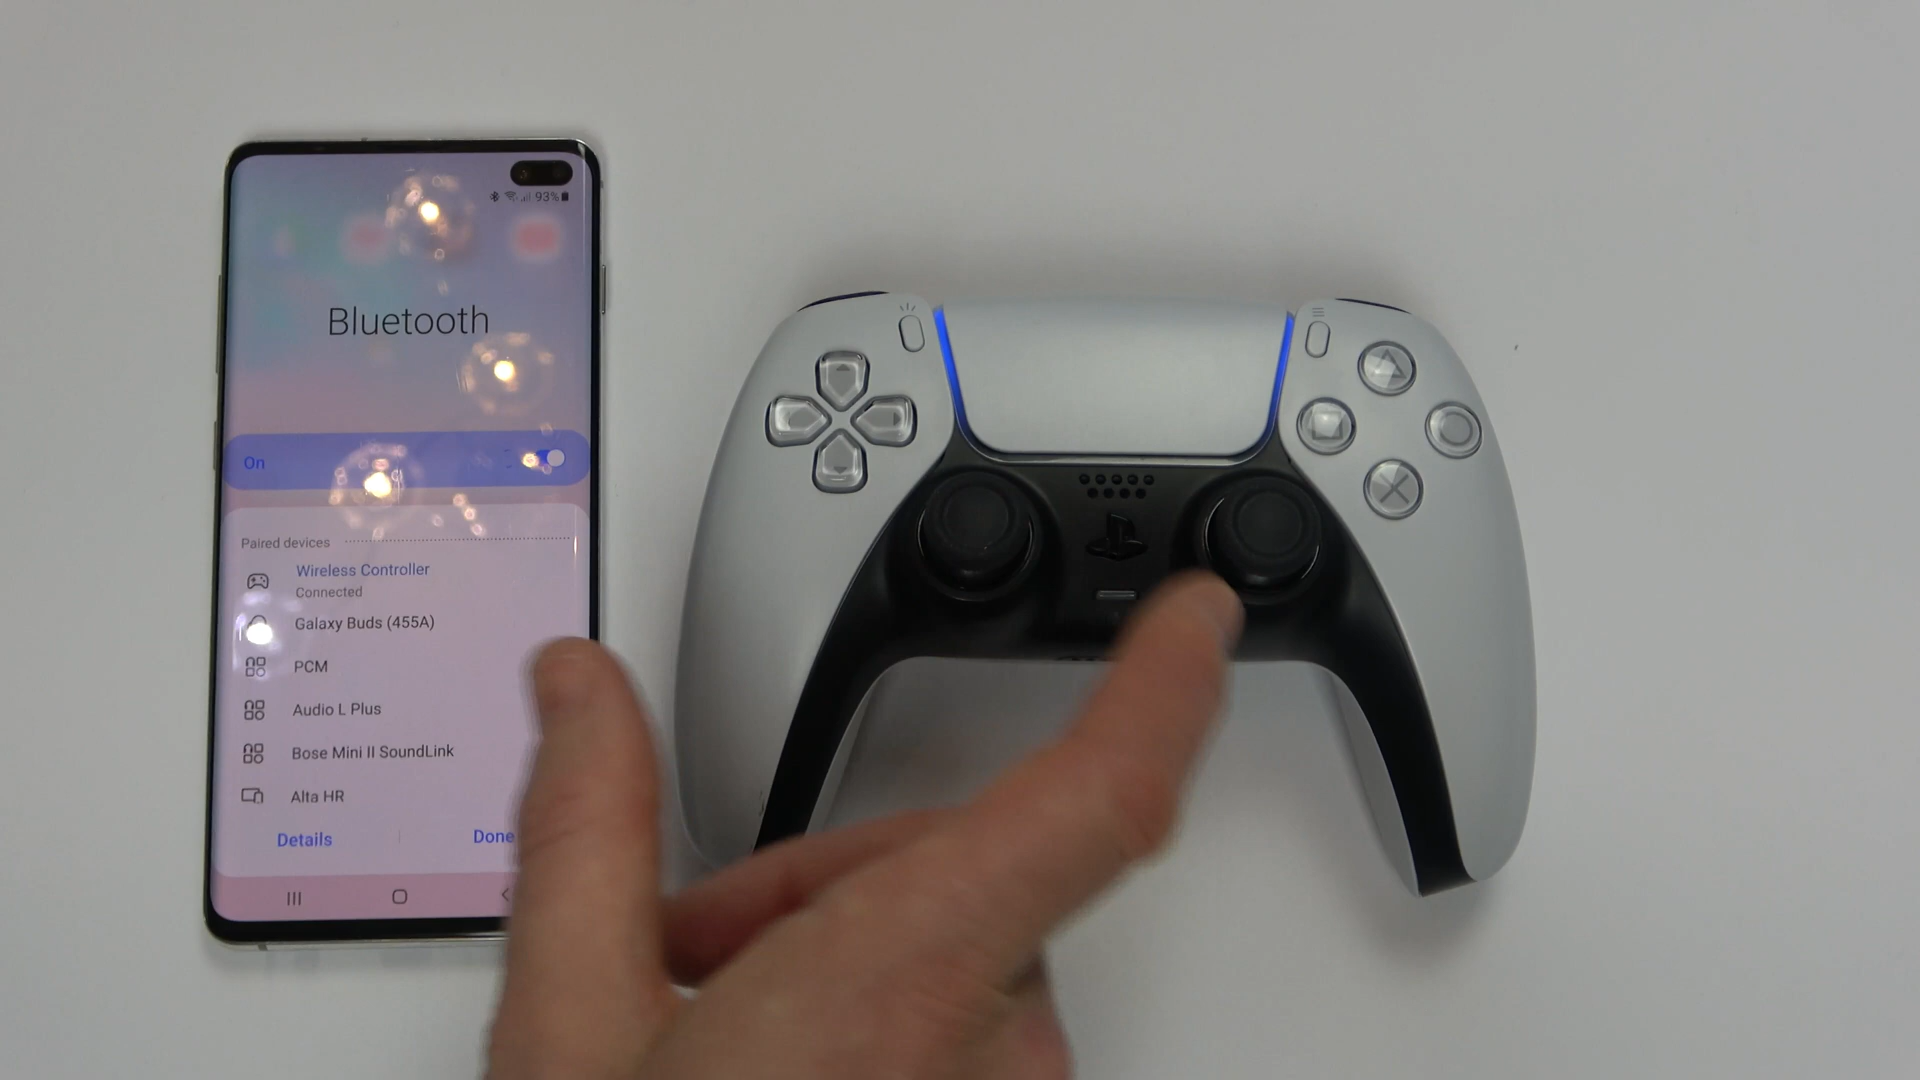 93%
Bluetooth
On
Paired devices
Wireless Controller
Connected
Galaxy Buds (455A)
PCM
Audio L Plus
Bose Mini II SoundLink
Alta HR
Details
Done